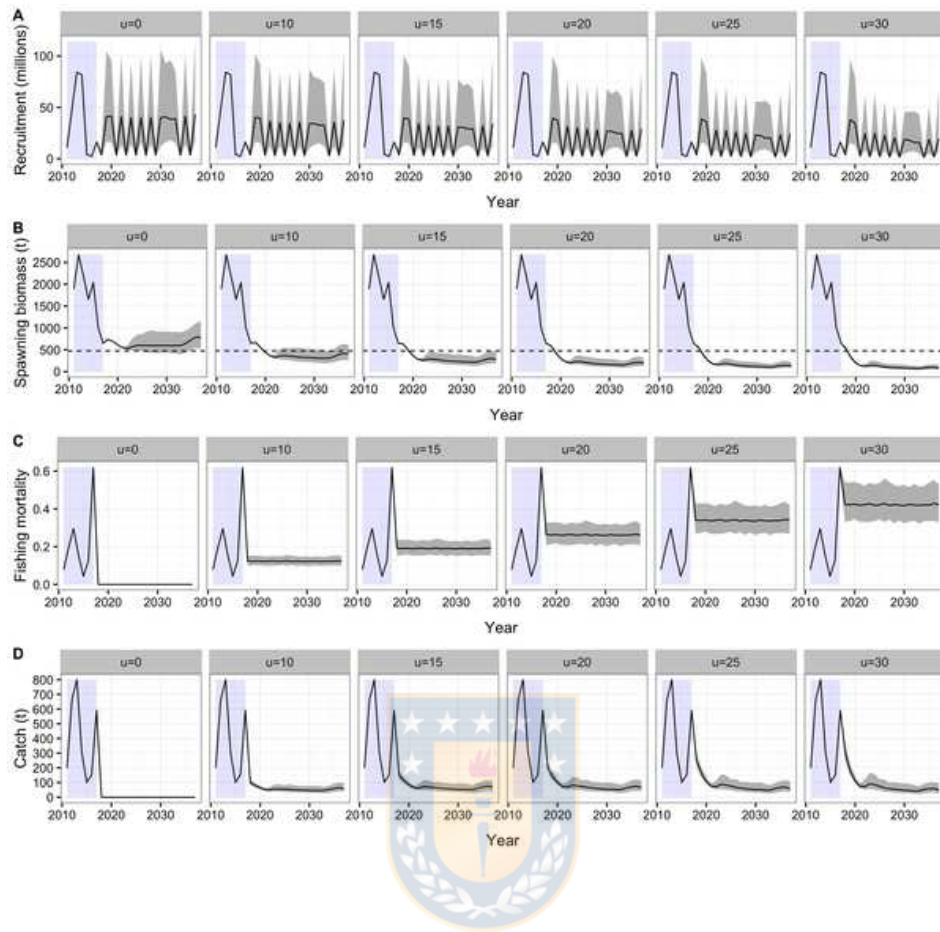 A
u=0 u=10 u=15 u=20 u=25 u=30
Recruitment (millions)
100
50
0
2010 2020 2030 2010 2020 2030 2010 2020 2030 2010 2020 2030 2010 2020 2030 2010 2020 2030
Year
B
u=0 u=10 u=15 u=20 u=25 u=30
Spawning biomass (t)
2500
2000
1500
1000
500
0
2010 2020 2030 2010 2020 2030 2010 2020 2030 2010 2020 2030 2010 2020 2030 2010 2020 2030
Year
C
u=0 u=10 u=15 u=20 u=25 u=30
Fishing mortality
0.6
0.4
0.2
0.0
2010 2020 2030 2010 2020 2030 2010 2020 2030 2010 2020 2030 2010 2020 2030 2010 2020 2030
Year
D
u=0 u=10 u=15 u=20 u=25 u=30
Catch (t)
800
700
600
500
400
300
200
100
0
2010 2020 2030 2010 2020 2030 2010 2020 2030 2010 2020 2030 2010 2020 2030 2010 2020 2030
Year